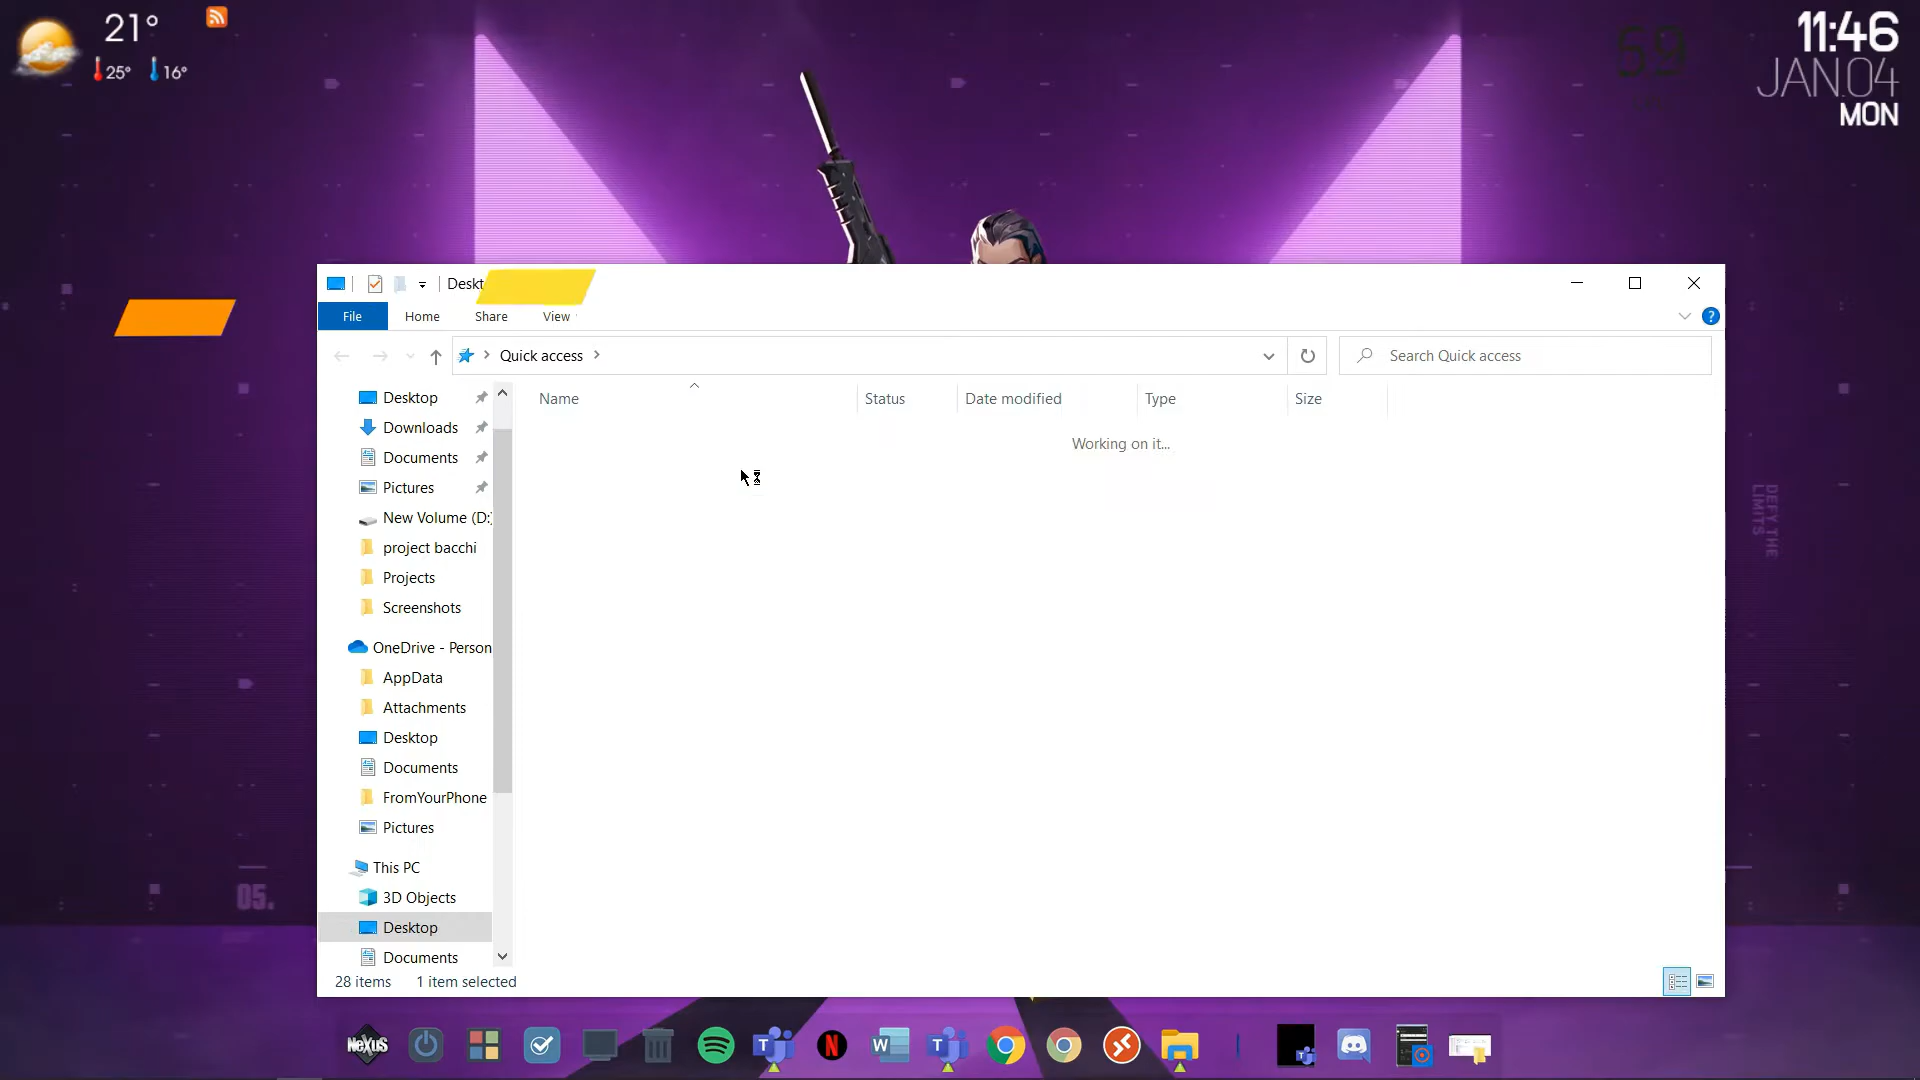 21°
25° 16°
59
11:46
JAN.04
MON
Deskt
File Home Share View
Quick access
Search Quick access
Name Status Date modified Type Size
Working on it...
Desktop
Downloads
Documents
Pictures
New Volume (D:
project bacchi
Projects
Screenshots
OneDrive - Person
AppData
Attachments
Desktop
Documents
FromYourPhone
Pictures
This PC
3D Objects
Desktop
Documents
28 items 1 item selected
DEFY THE
LIMITS
05.
NEXUS